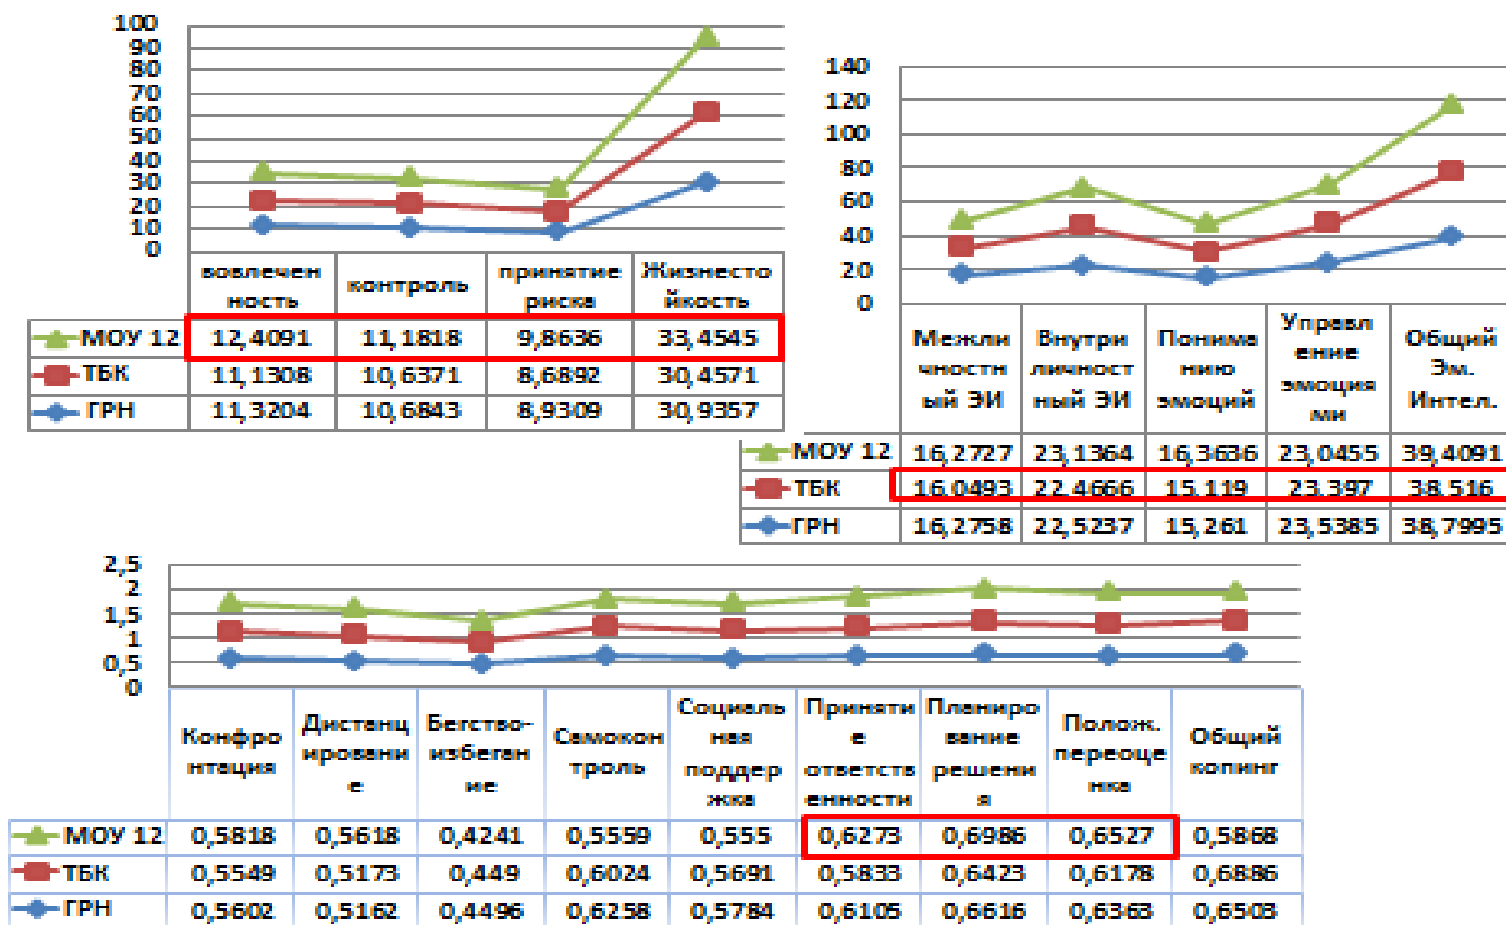 100
90
80
70
60
50
40
30
20
10
0
вовлечен
ность
контроль
принятие
риска
Жизнесто
йкость
МОУ 12 12,4091 11,1818 9,8636 33,4545
ТБК 11,1308 10,6371 8,6892 30,4571
ГРН 11,3204 10,6843 8,9309 30,9357
140
120
100
80
60
40
20
0
Межли
чностн
ый ЭИ
Внутри
личност
ный ЭИ
Понима
нию
эмоций
Управл
ение
эмоция
ми
Общий
Эм.
Интел.
МОУ 12 16,2727 23,1364 16,3636 23,0455 39,4091
ТБК 16,0493 22,4666 15,119 23,397 38,516
ГРН 16,2758 22,5237 15,261 23,5385 38,7995
2,5
2
1,5
1
0,5
0
Конфро
нтация
Дистанц
ировани
е
Бегство-
избеган
ие
Самокон
троль
Социаль
ная
поддер
жка
Приняти
е
ответств
енности
Планиро
вание
решени
я
Полож.
переоце
нка
Общий
копинг
МОУ 12 0,5818 0,5618 0,4241 0,5559 0,555 0,6273 0,6986 0,6527 0,5868
ТБК 0,5549 0,5173 0,449 0,6024 0,5691 0,5833 0,6423 0,6178 0,6886
ГРН 0,5602 0,5162 0,4496 0,6258 0,5784 0,6105 0,6616 0,6363 0,6503